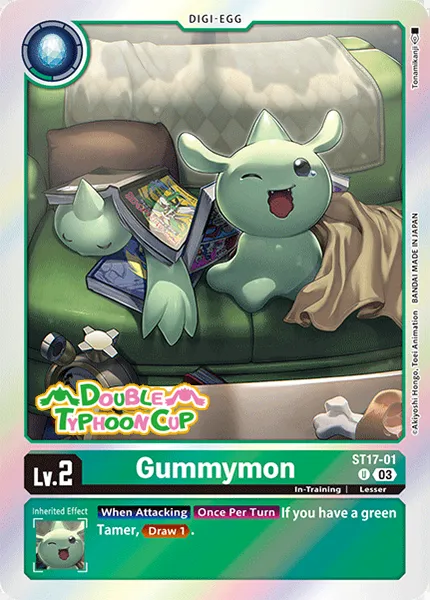 DIGI-EGG
Tonamikanji
©Akiyoshi Hongo, Toei Animation BANDAI MADE IN JAPAN
DOUBLE
TYPHOON CUP
Lv.2 Gummymon ST17-01
U 03
In-Training | Lesser
Inherited Effect When Attacking Once Per Turn If you have a green
Tamer, Draw 1.